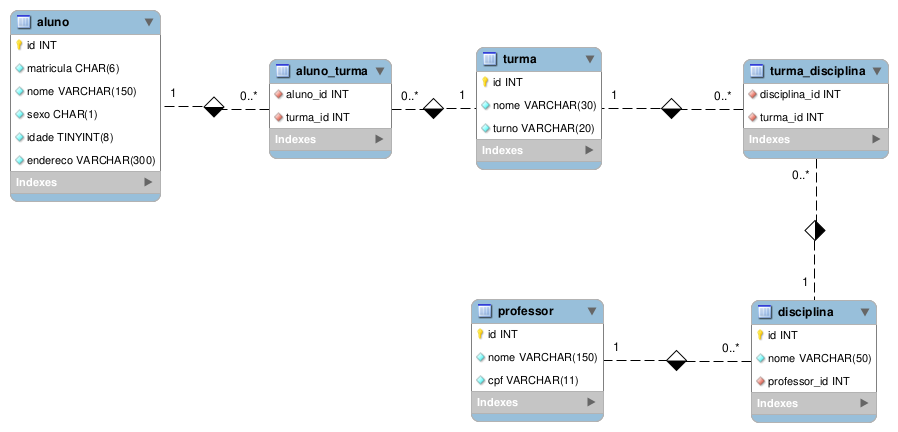 aluno
id INT
matricula CHAR(6)
nome VARCHAR(150)
sexo CHAR(1)
idade TINYINT(8)
endereco VARCHAR(300)
Indexes
1
0..*
aluno_turma
aluno_id INT
turma_id INT
Indexes
0..*
1
turma
id INT
nome VARCHAR(30)
turno VARCHAR(20)
Indexes
1
0..*
turma_disciplina
disciplina_id INT
turma_id INT
Indexes
0..*
1
professor
id INT
nome VARCHAR(150)
cpf VARCHAR(11)
Indexes
1
0..*
disciplina
id INT
nome VARCHAR(50)
professor_id INT
Indexes